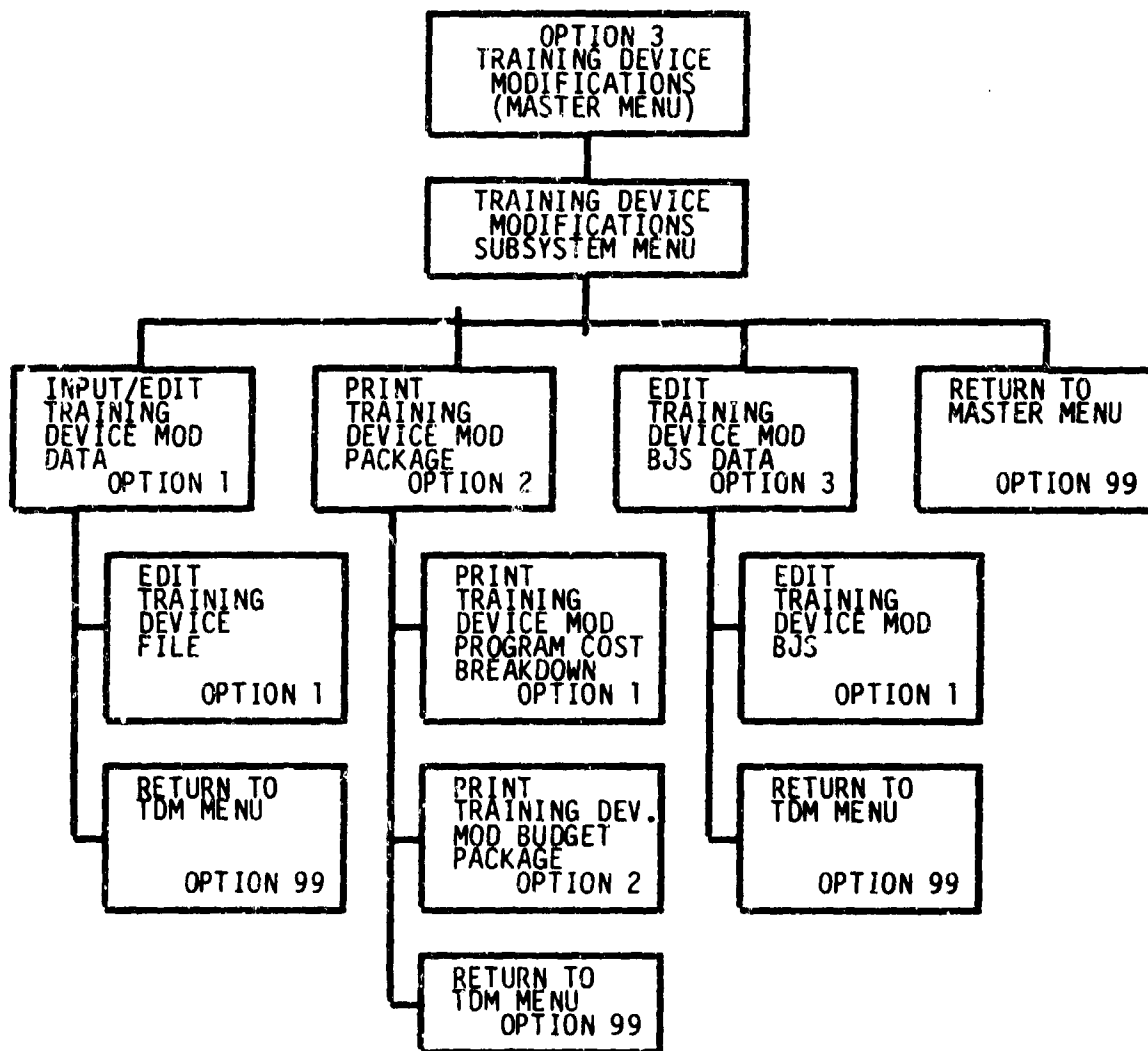 OPTION 3
TRAINING DEVICE
MODIFICATIONS
(MASTER MENU)
TRAINING DEVICE
MODIFICATIONS
SUBSYSTEM MENU
INPUT/EDIT
TRAINING
DEVICE MOD
DATA
OPTION 1
PRINT
TRAINING
DEVICE MOD
PACKAGE
OPTION 2
EDIT
TRAINING
DEVICE MOD
BJS DATA
OPTION 3
RETURN TO
MASTER MENU
OPTION 99
EDIT
TRAINING
DEVICE
FILE
OPTION 1
PRINT
TRAINING
DEVICE MOD
PROGRAM COST
BREAKDOWN
OPTION 1
EDIT
TRAINING
DEVICE MOD
BJS
OPTION 1
RETURN TO
TDM MENU
OPTION 99
PRINT
TRAINING DEV.
MOD BUDGET
PACKAGE
OPTION 2
RETURN TO
TDM MENU
OPTION 99
RETURN TO
TDM MENU
OPTION 99